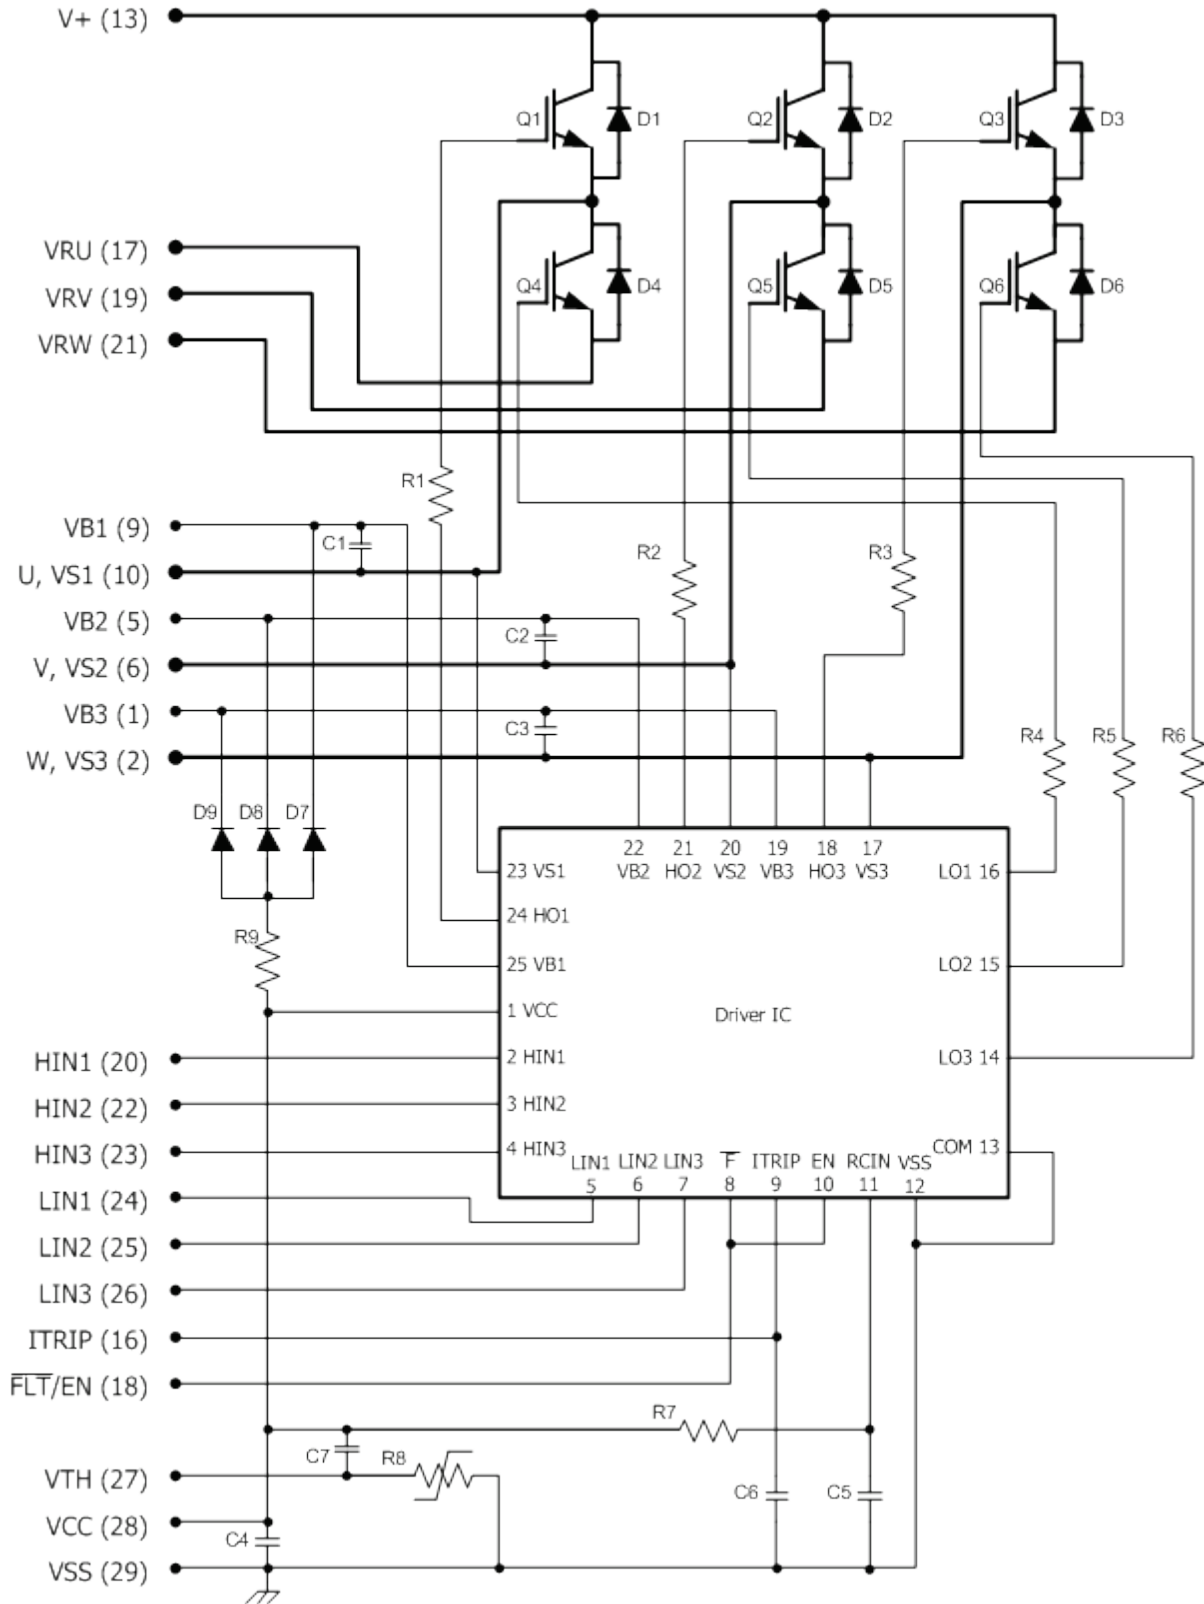 V+ (13)
Q1
D1
Q2
D2
Q3
D3
VRU (17)
Q4
D4
Q5
D5
Q6
D6
VRV (19)
VRW (21)
R1
VB1 (9)
C1
R2
R3
U, VS1 (10)
VB2 (5)
C2
V, VS2 (6)
VB3 (1)
C3
R4
R5
R6
W, VS3 (2)
D9
D8
D7
22
21
20
19
18
17
VB2
HO2
VS2
VB3
HO3
VS3
23 VS1
LO1 16
24 HO1
R9
25 VB1
LO2 15
1 VCC
Driver IC
HIN1 (20)
2 HIN1
LO3 14
HIN2 (22)
3 HIN2
HIN3 (23)
4 HIN3
COM 13
LIN1
LIN2
LIN3
F̅
ITRIP
EN
RCIN
VSS
5
6
7
8
9
10
11
12
LIN1 (24)
LIN2 (25)
LIN3 (26)
ITRIP (16)
F̅L̅T̅/EN (18)
R7
C7
R8
VTH (27)
C6
C5
VCC (28)
C4
VSS (29)